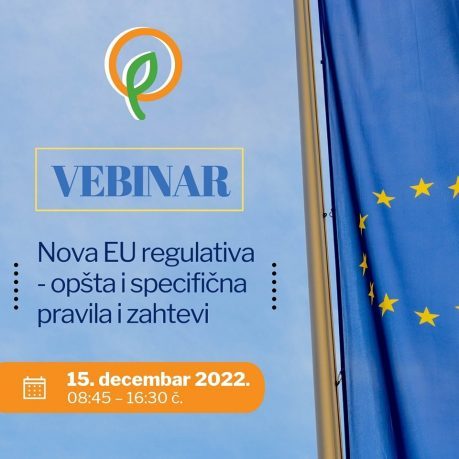 VEBINAR
Nova EU regulativa
- opšta i specifična
pravila i zahtevi
15. decembar 2022.
08:45 – 16:30 č.